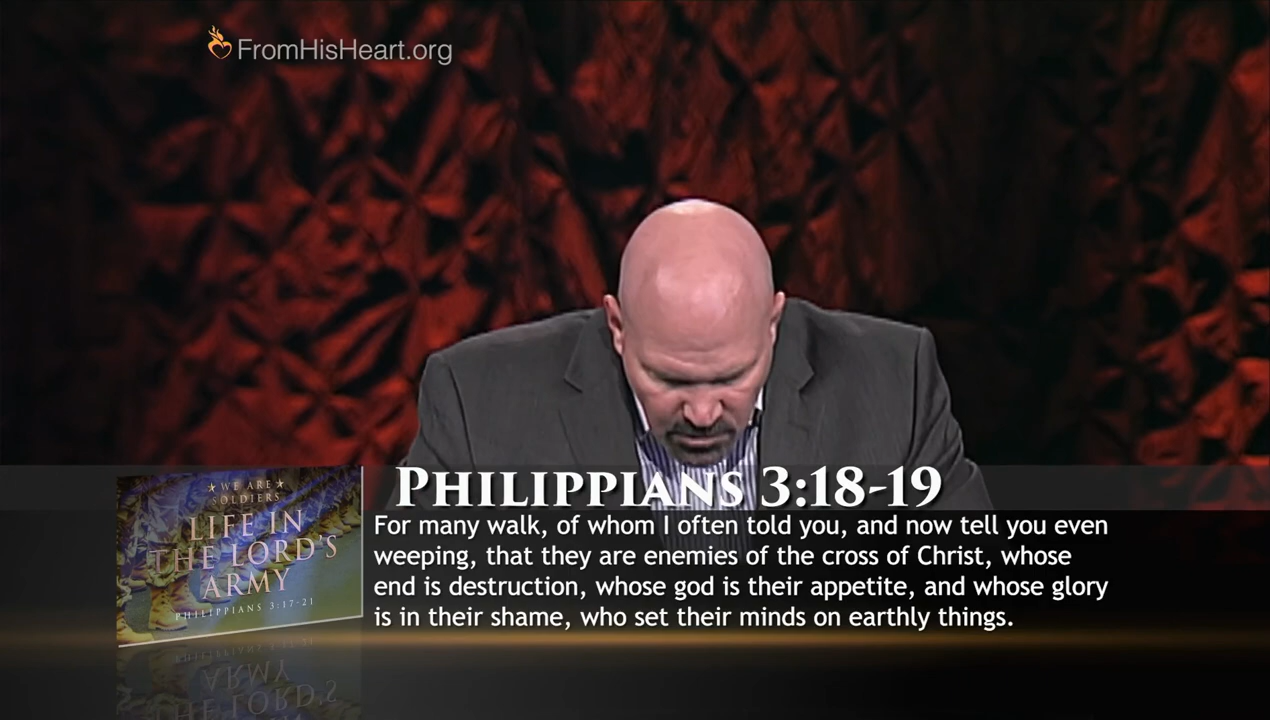 FromHisHeart.org
PHILIPPIANS 3:18-19
For many walk, of whom I often told you, and now tell you even
weeping, that they are enemies of the cross of Christ, whose
end is destruction, whose god is their appetite, and whose glory
is in their shame, who set their minds on earthly things.
★ WE ARE ★
SOLDIERS
LIFE IN
THE LORD'S
ARMY
PHILIPPIANS 3:17-21